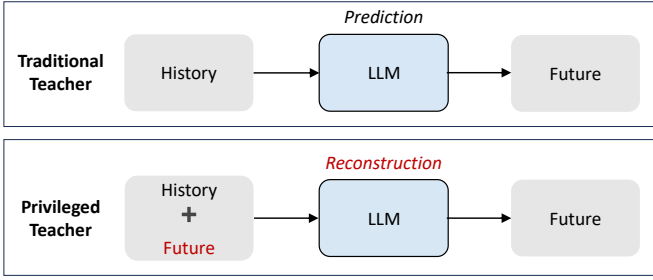 Prediction
Traditional
Teacher
History
LLM
Future
Reconstruction
Privileged
Teacher
History
+
Future
LLM
Future